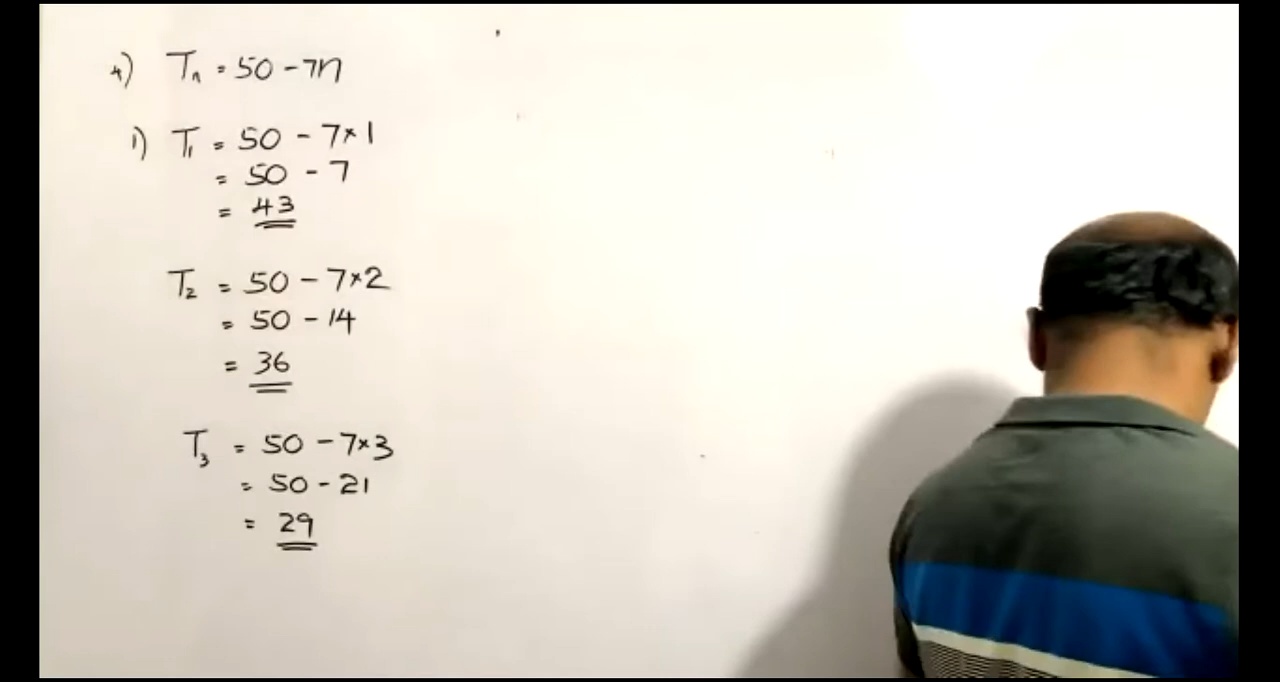 4) Tₙ = 50 - 7n
1) T₁ = 50 - 7×1
= 50 - 7
= 43
T₂ = 50 - 7×2
= 50 - 14
= 36
T₃ = 50 - 7×3
= 50 - 21
= 29